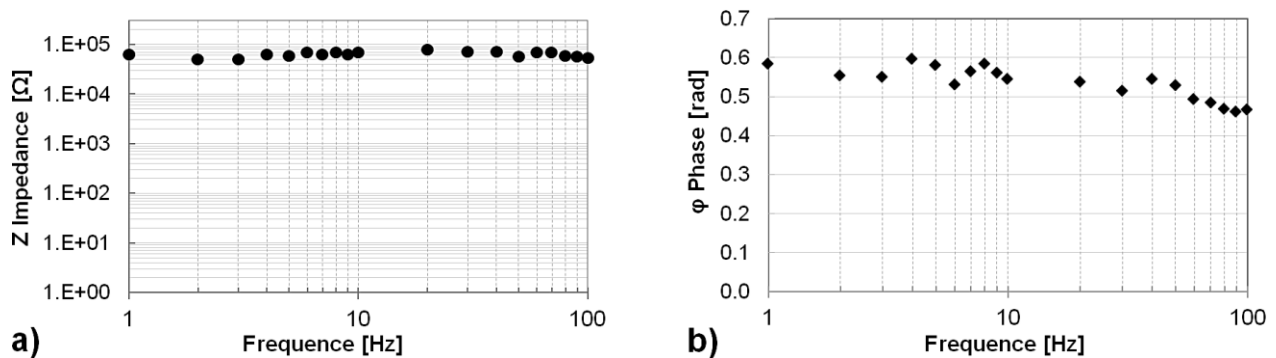 Z Impedance [Ω]
1.E+05
1.E+04
1.E+03
1.E+02
1.E+01
1.E+00
1 10 100
Frequence [Hz]
a)
φ Phase [rad]
0.7
0.6
0.5
0.4
0.3
0.2
0.1
0.0
1 10 100
Frequence [Hz]
b)